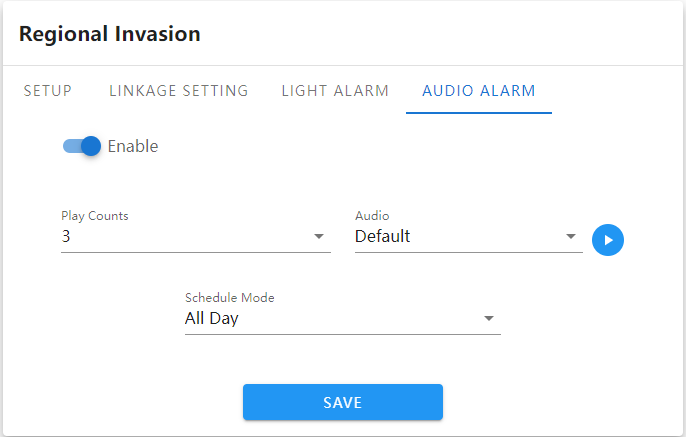 Regional Invasion
SETUP LINKAGE SETTING LIGHT ALARM AUDIO ALARM
Enable
Play Counts Audio
3 Default
Schedule Mode
All Day
SAVE